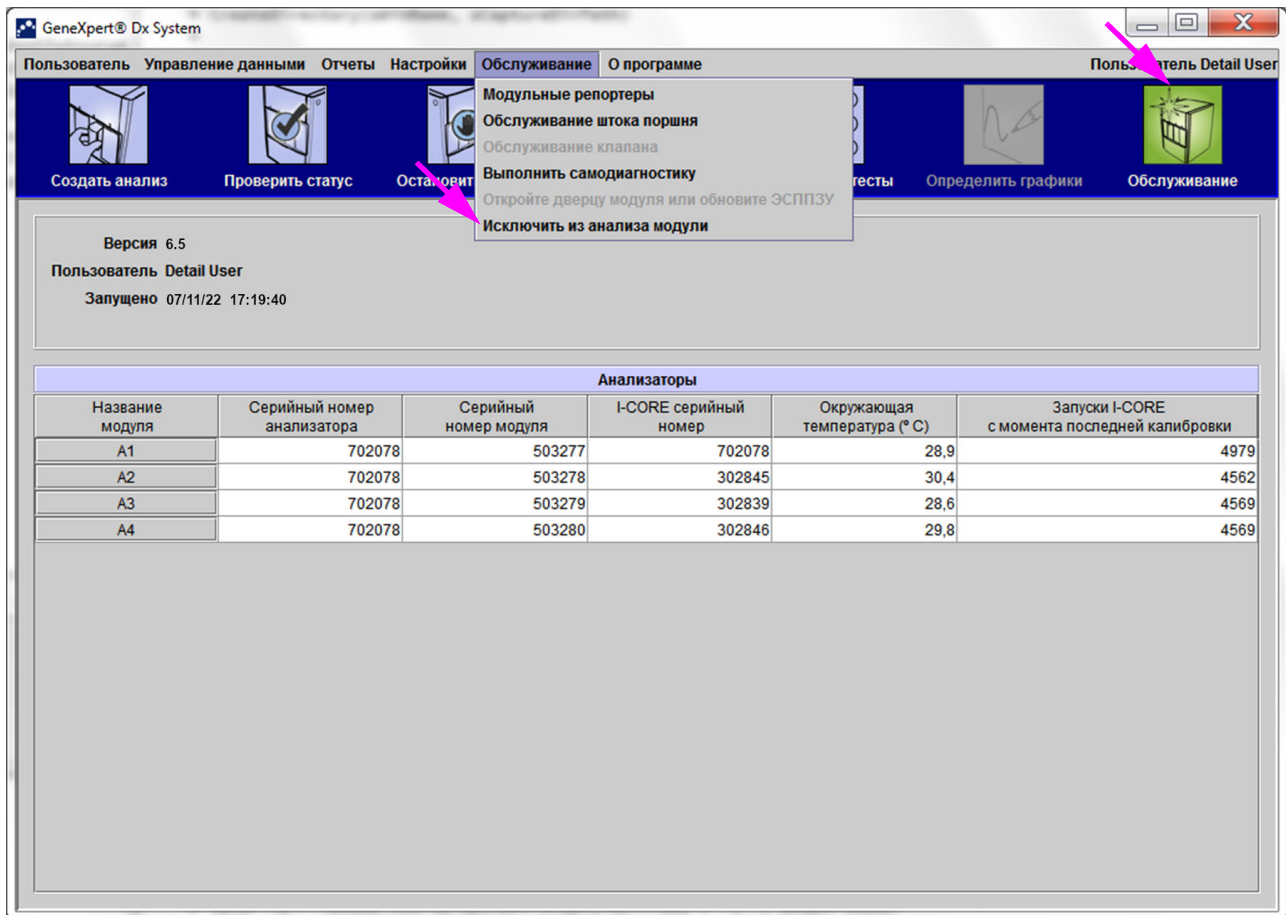 GeneXpert® Dx System
Пользователь Управление данными Отчеты Настройки Обслуживание О программе Пользователь Detail User
Модульные репортеры
Обслуживание штока поршня
Обслуживание клапана
Выполнить самодиагностику
Откройте дверцу модуля или обновите ЭСППЗУ
Исключить из анализа модули
Создать анализ Проверить статус Определить графики Обслуживание
Версия 6.5
Пользователь Detail User
Запущено 07/11/22 17:19:40
Анализаторы
Название Серийный номер Серийный I-CORE серийный Окружающая Запуски I-CORE
модуля анализатора номер модуля номер температура (° C) с момента последней калибровки
A1 702078 503277 702078 28,9 4979
A2 702078 503278 302845 30,4 4562
A3 702078 503279 302839 28,6 4569
A4 702078 503280 302846 29,8 4569